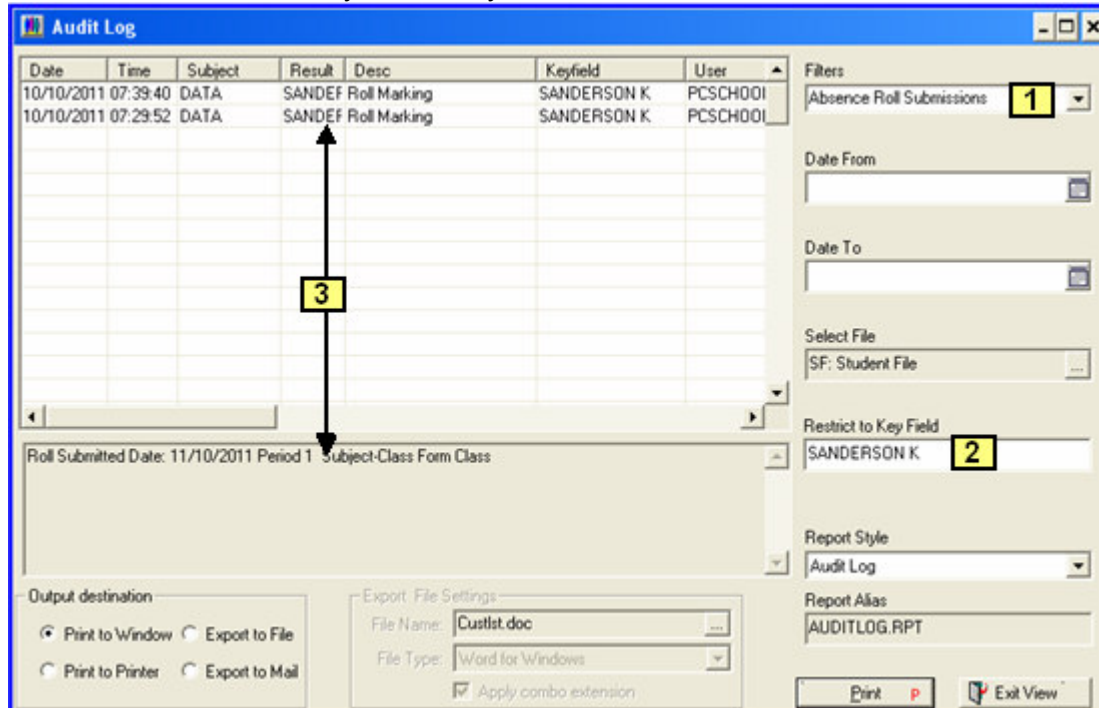 Audit Log
Date Time Subject Result Desc Keyfield User
10/10/2011 07:39:40 DATA SANDEF Roll Marking SANDERSON K PCSCHOOL
10/10/2011 07:29:52 DATA SANDEF Roll Marking SANDERSON K PCSCHOOL
3
Roll Submitted Date: 11/10/2011 Period 1 Subject-Class Form Class
Filters
Absence Roll Submissions 1
Date From
Date To
Select File
SF: Student File ...
Restrict to Key Field
SANDERSON K 2
Report Style
Audit Log
Report Alias
AUDITLOG.RPT
Output destination
Print to Window Export to File
Print to Printer Export to Mail
Export File Settings
File Name: Custlst.doc ...
File Type: Word for Windows
Apply combo extension
Print P Exit View